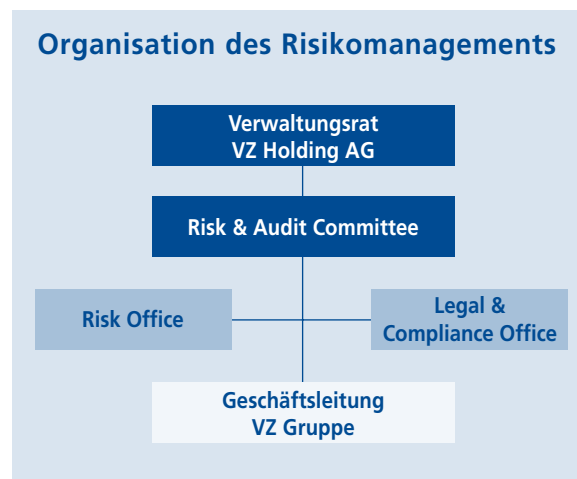 Organisation des Risikomanagements
Verwaltungsrat
VZ Holding AG
Risk & Audit Committee
Risk Office
Legal &
Compliance Office
Geschäftsleitung
VZ Gruppe